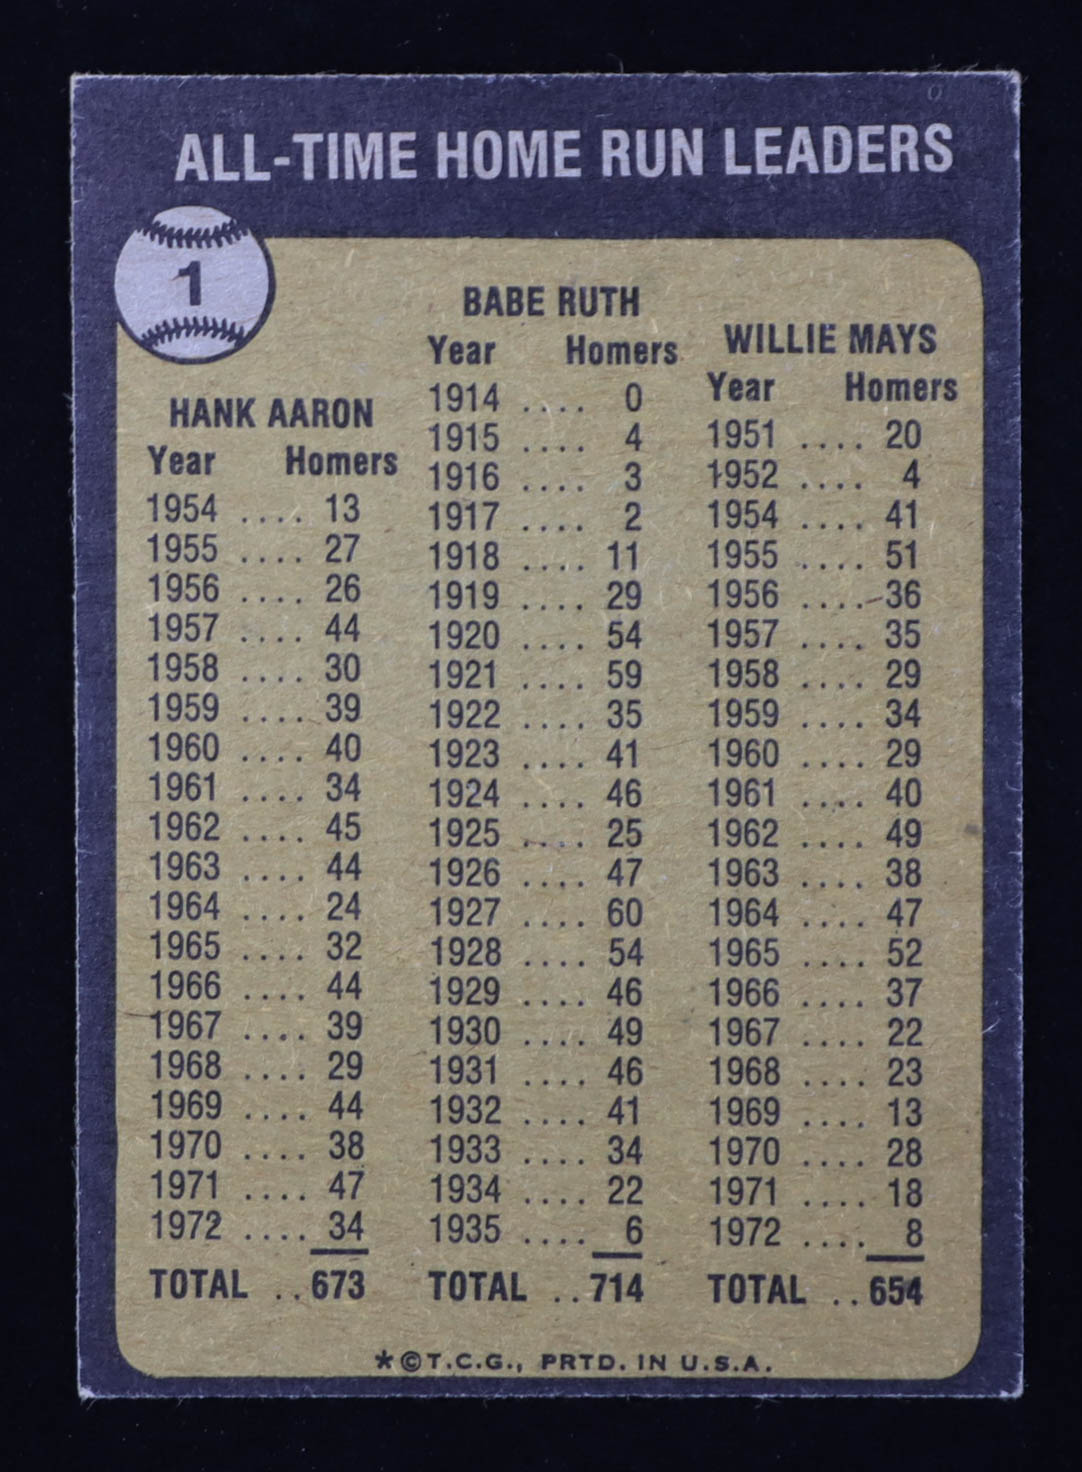 ALL-TIME HOME RUN LEADERS
1
HANK AARON
Year Homers
1954 .... 13
1955 .... 27
1956 .... 26
1957 .... 44
1958 .... 30
1959 .... 39
1960 .... 40
1961 .... 34
1962 .... 45
1963 .... 44
1964 .... 24
1965 .... 32
1966 .... 44
1967 .... 39
1968 .... 29
1969 .... 44
1970 .... 38
1971 .... 47
1972 .... 34
TOTAL .. 673
BABE RUTH
Year Homers
1914 .... 0
1915 .... 4
1916 .... 3
1917 .... 2
1918 .... 11
1919 .... 29
1920 .... 54
1921 .... 59
1922 .... 35
1923 .... 41
1924 .... 46
1925 .... 25
1926 .... 47
1927 .... 60
1928 .... 54
1929 .... 46
1930 .... 49
1931 .... 46
1932 .... 41
1933 .... 34
1934 .... 22
1935 .... 6
TOTAL .. 714
WILLIE MAYS
Year Homers
1951 .... 20
1952 .... 4
1954 .... 41
1955 .... 51
1956 .... 36
1957 .... 35
1958 .... 29
1959 .... 34
1960 .... 29
1961 .... 40
1962 .... 49
1963 .... 38
1964 .... 47
1965 .... 52
1966 .... 37
1967 .... 22
1968 .... 23
1969 .... 13
1970 .... 28
1971 .... 18
1972 .... 8
TOTAL .. 654
*©T.C.G., PRTD. IN U.S.A.